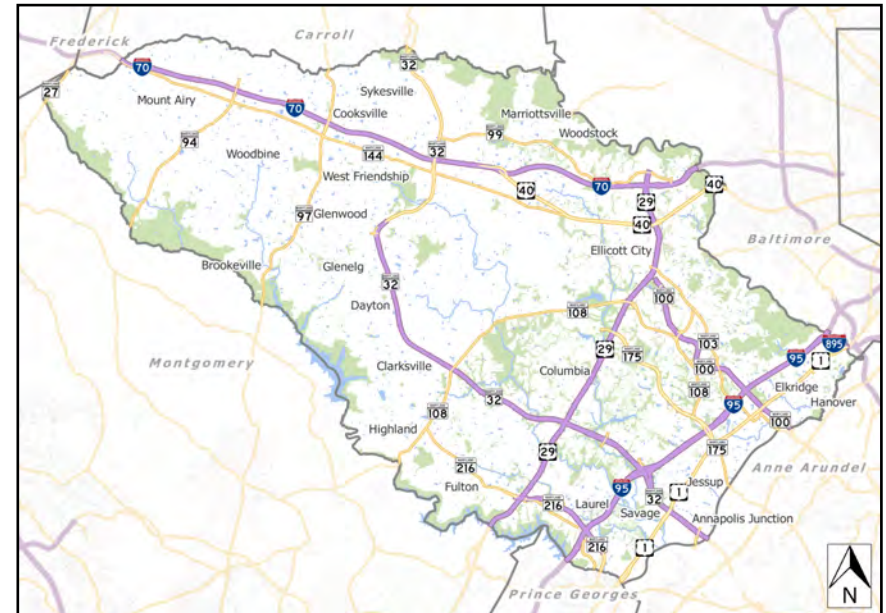 Frederick
Carroll
27
70
32
Mount Airy
Sykesville
70
Cooksville
Marriottsville
94
99
Woodstock
144
32
Woodbine
West Friendship
40
70
40
29
97
Glenwood
40
Ellicott City
Baltimore
Brookeville
Glenelg
32
100
Dayton
108
103
895
29
175
95
1
Montgomery
Clarksville
Columbia
100
Elkridge
32
108
95
Hanover
108
100
Highland
29
175
216
Anne Arundel
Fulton
95
Jessup
1
Laurel
32
216
Savage
Annapolis Junction
216
1
Prince Georges
N